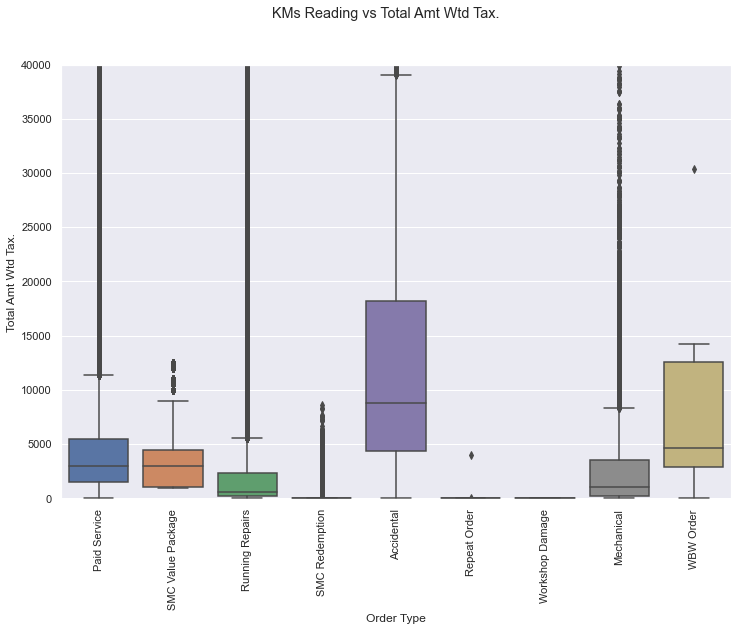 KMs Reading vs Total Amt Wtd Tax.
40000
35000
30000
25000
20000
15000
10000
5000
0
Total Amt Wtd Tax.
Paid Service
SMC Value Package
Running Repairs
SMC Redemption
Accidental
Repeat Order
Workshop Damage
Mechanical
WBW Order
Order Type